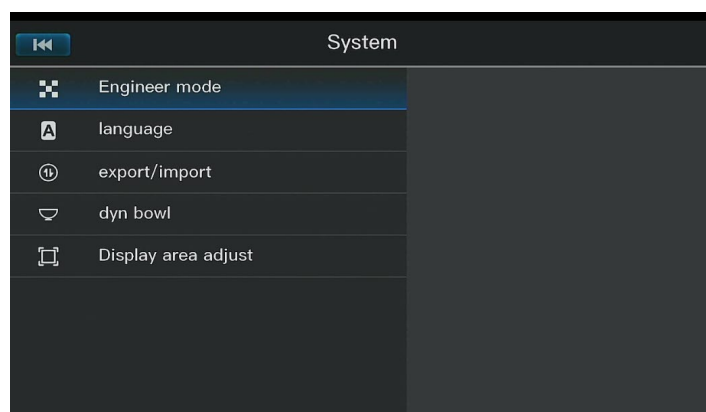 System
Engineer mode
A language
export/import
dyn bowl
Display area adjust